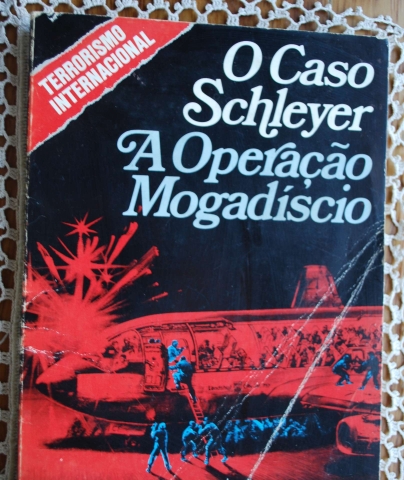 TERRORISMO
INTERNACIONAL
O Caso
Schleyer
A Operação
Mogadíscio